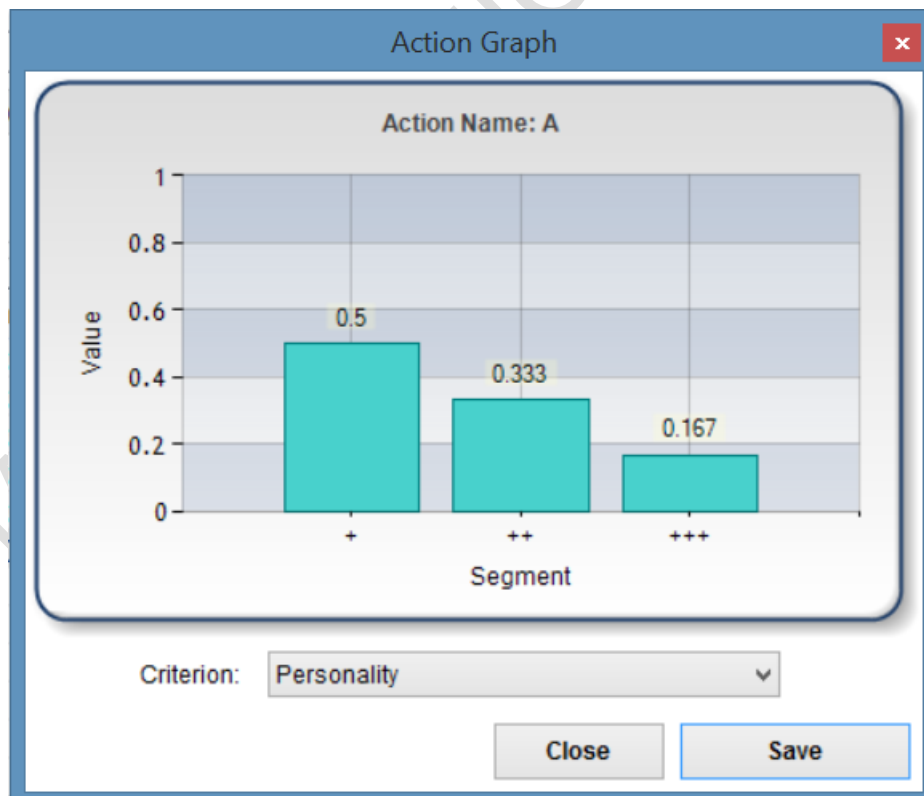 Action Graph
x
Action Name: A
1
0.8
0.6
0.4
0.2
0
Value
0.5
0.333
0.167
+
++
+++
Segment
Criterion: Personality
Close Save